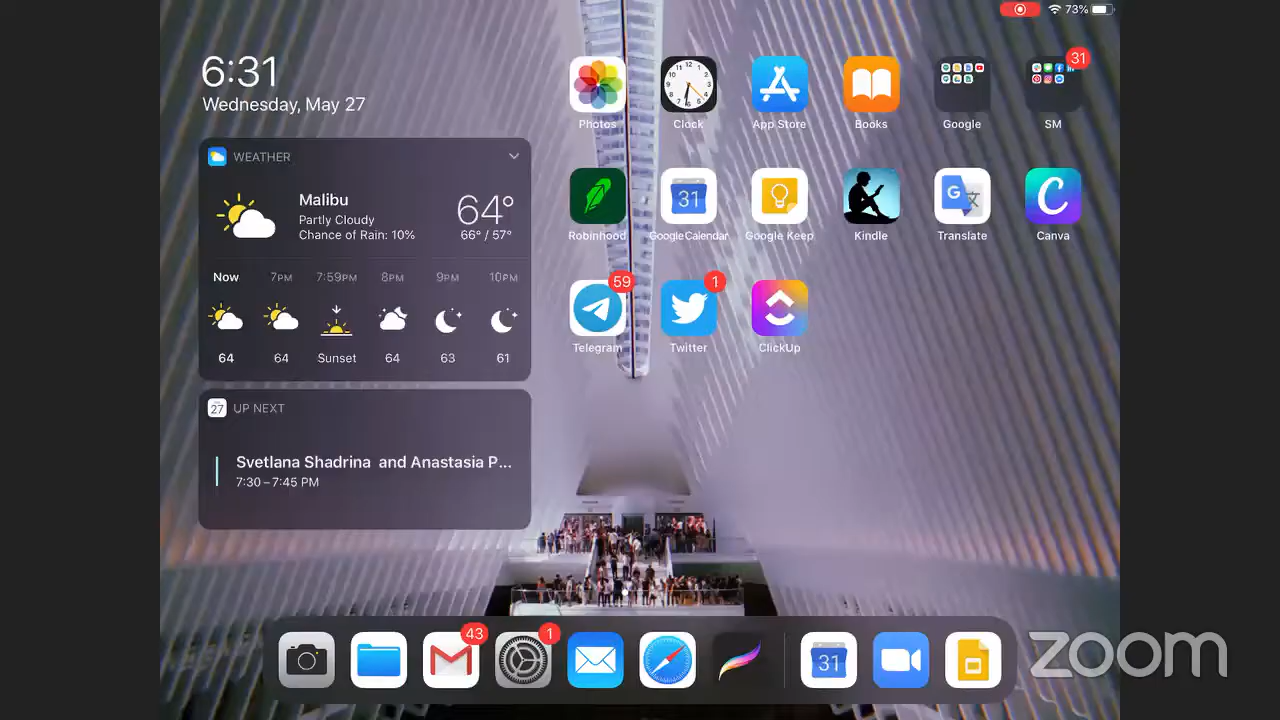 73%
6:31
Wednesday, May 27
WEATHER
Malibu
Partly Cloudy
Chance of Rain: 10%
64°
66° / 57°
Now 7PM 7:59PM 8PM 9PM 10PM
64 64 Sunset 64 63 61
27 UP NEXT
Svetlana Shadrina and Anastasia P...
7:30 – 7:45 PM
31
Photos Clock App Store Books Google SM
31
Robinhood Google Calendar Google Keep Kindle Translate Canva
59 1
Telegram Twitter ClickUp
43 1
31
zoom